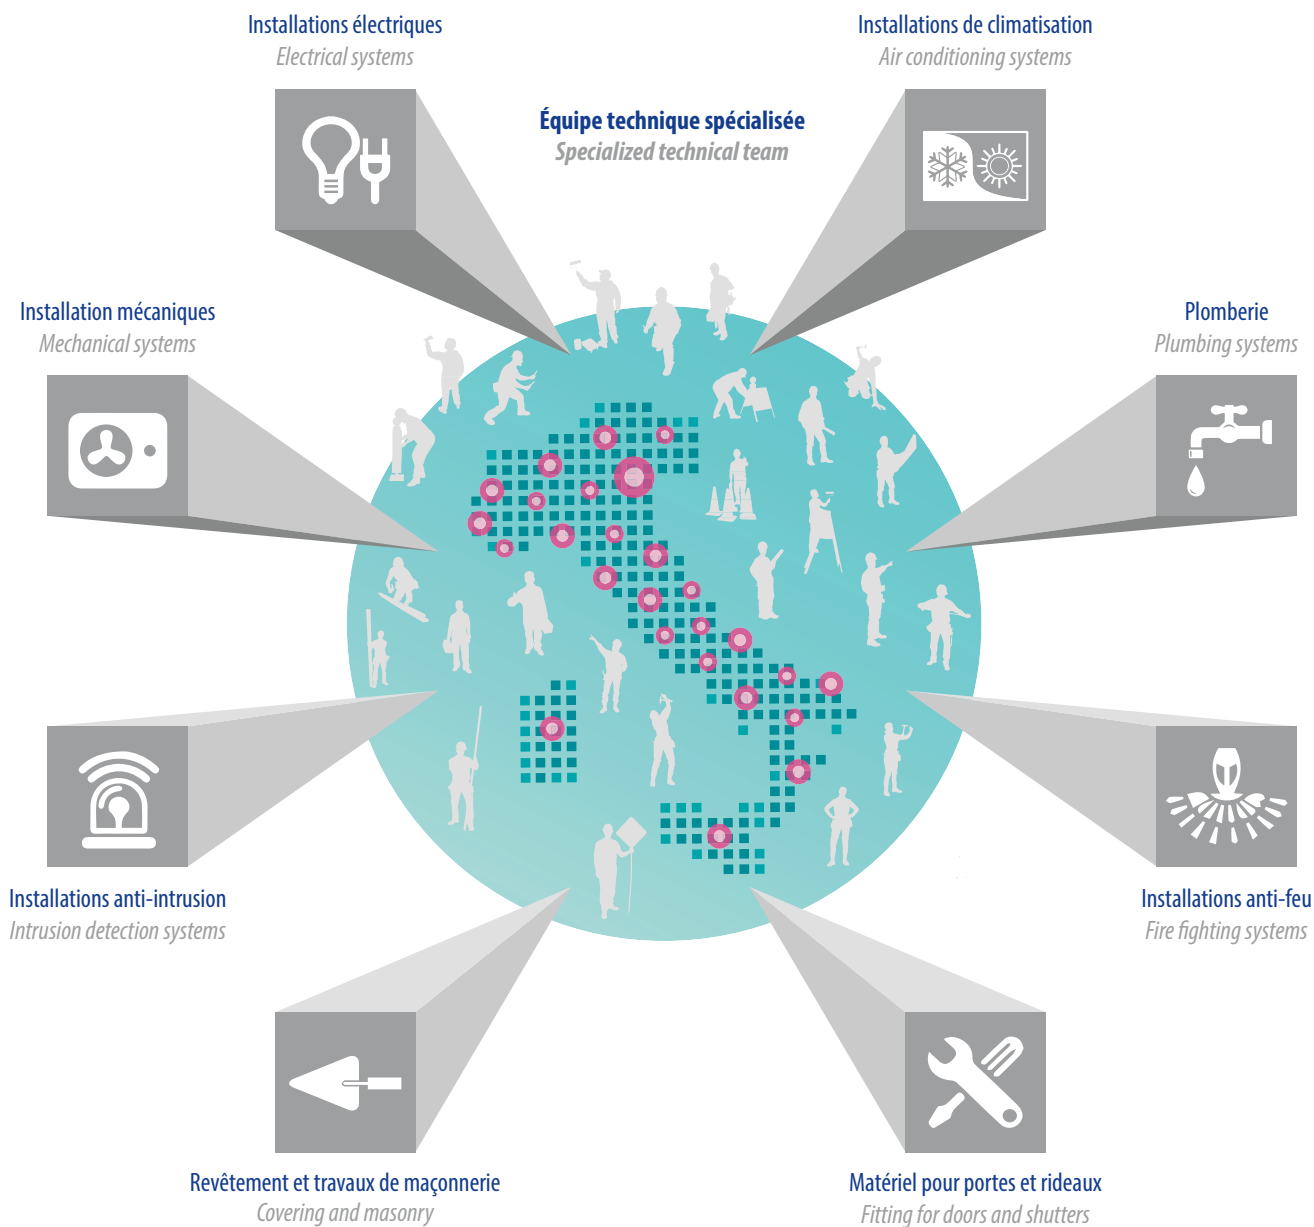 Installations électriques
Electrical systems
Installations de climatisation
Air conditioning systems
Équipe technique spécialisée
Specialized technical team
Installation mécaniques
Mechanical systems
Plomberie
Plumbing systems
Installations anti-intrusion
Intrusion detection systems
Installations anti-feu
Fire fighting systems
Revêtement et travaux de maçonnerie
Covering and masonry
Matériel pour portes et rideaux
Fitting for doors and shutters